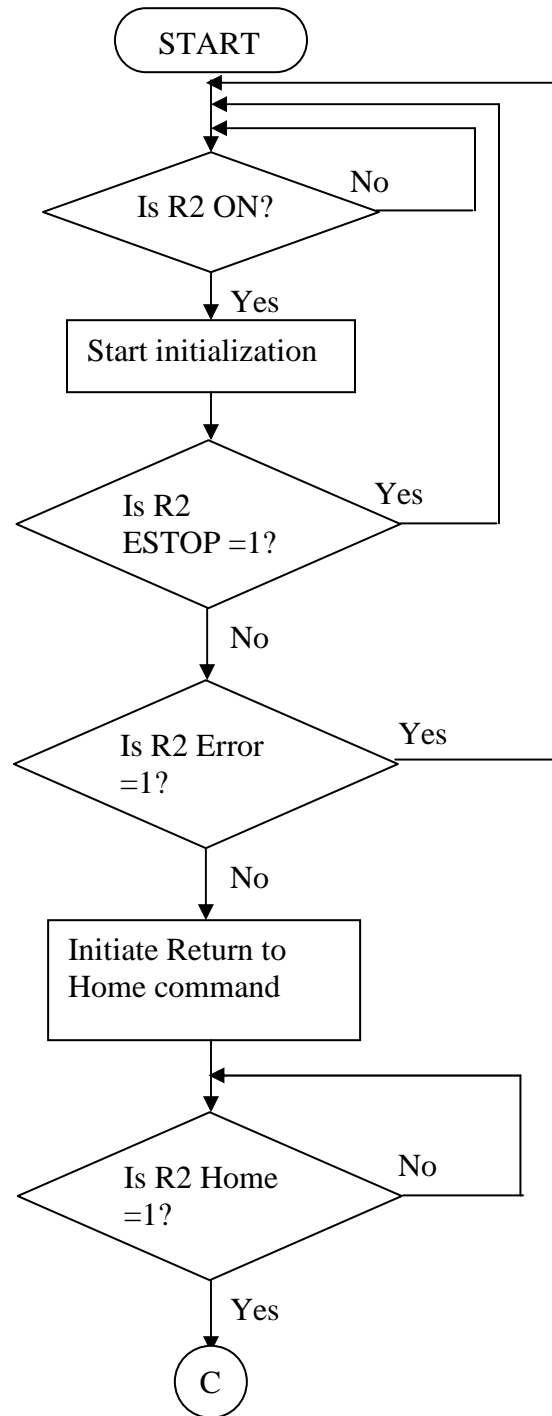 START
Is R2 ON?
No
Yes
Start initialization
Is R2
ESTOP =1?
Yes
No
Is R2 Error
=1?
Yes
No
Initiate Return to
Home command
Is R2 Home
=1?
No
Yes
C